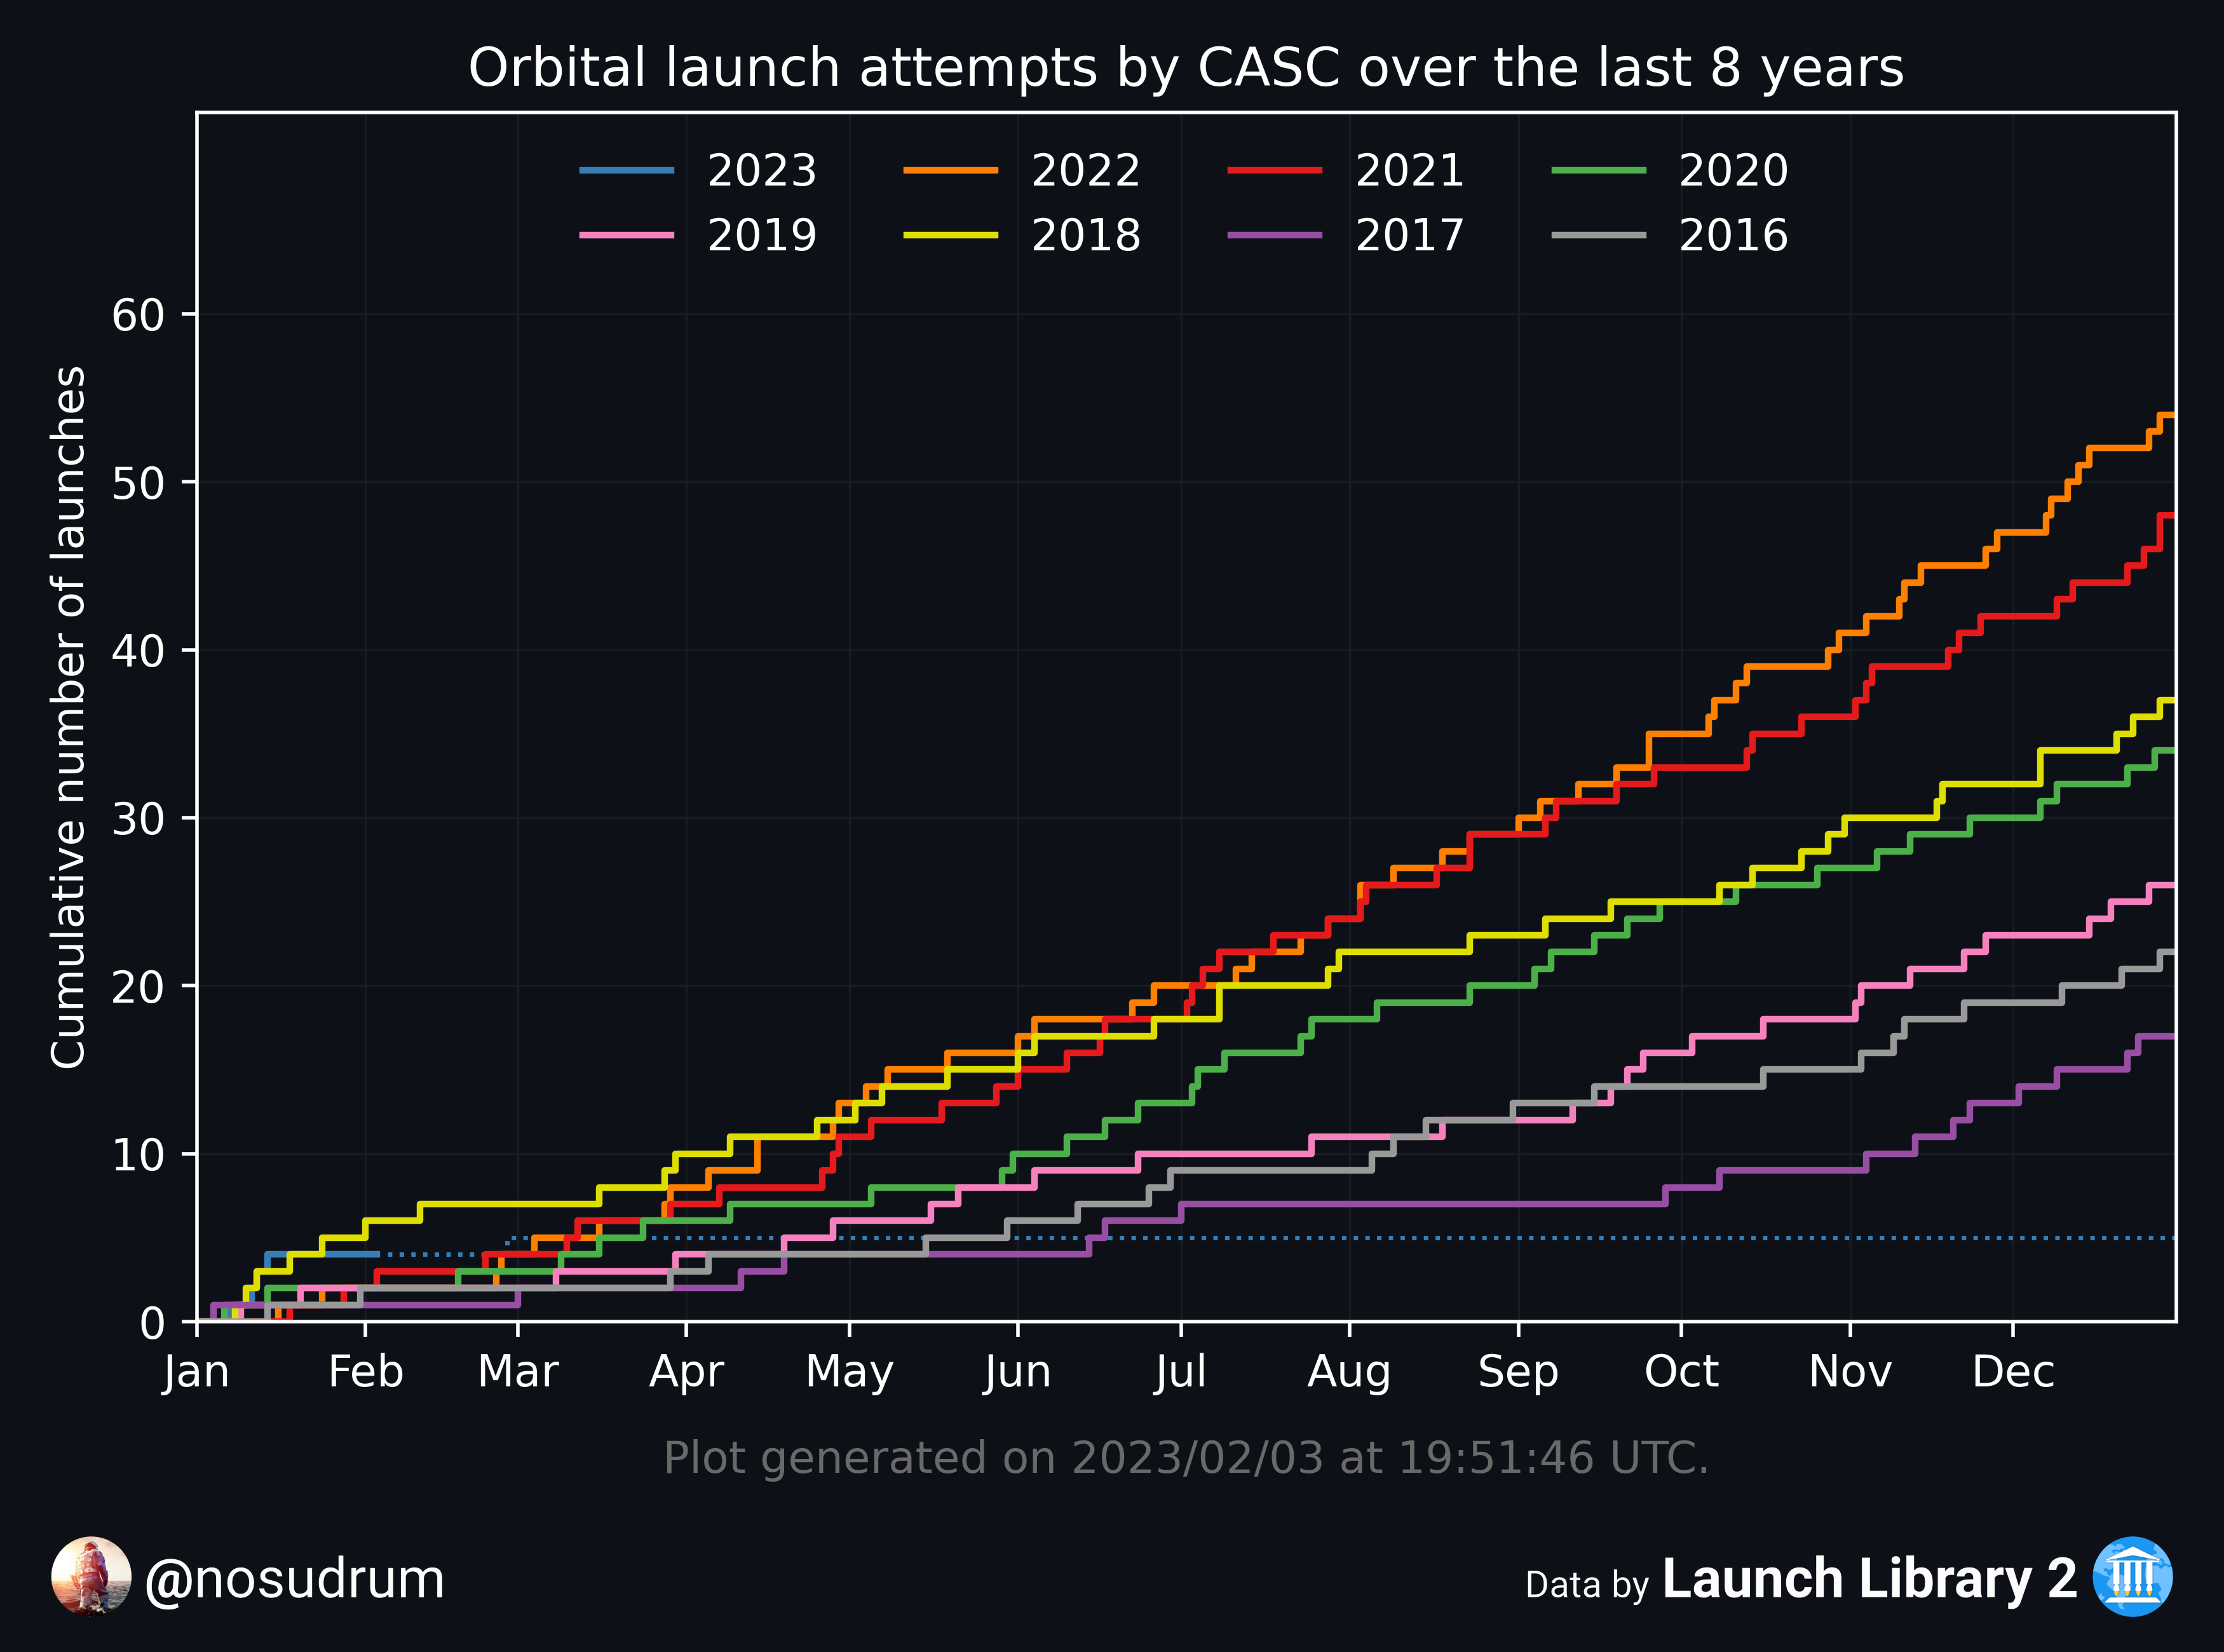 Orbital launch attempts by CASC over the last 8 years
2023 2022 2021 2020
2019 2018 2017 2016
Cumulative number of launches
60
50
40
30
20
10
0
Jan Feb Mar Apr May Jun Jul Aug Sep Oct Nov Dec
Plot generated on 2023/02/03 at 19:51:46 UTC.
@nosudrum
Data by Launch Library 2